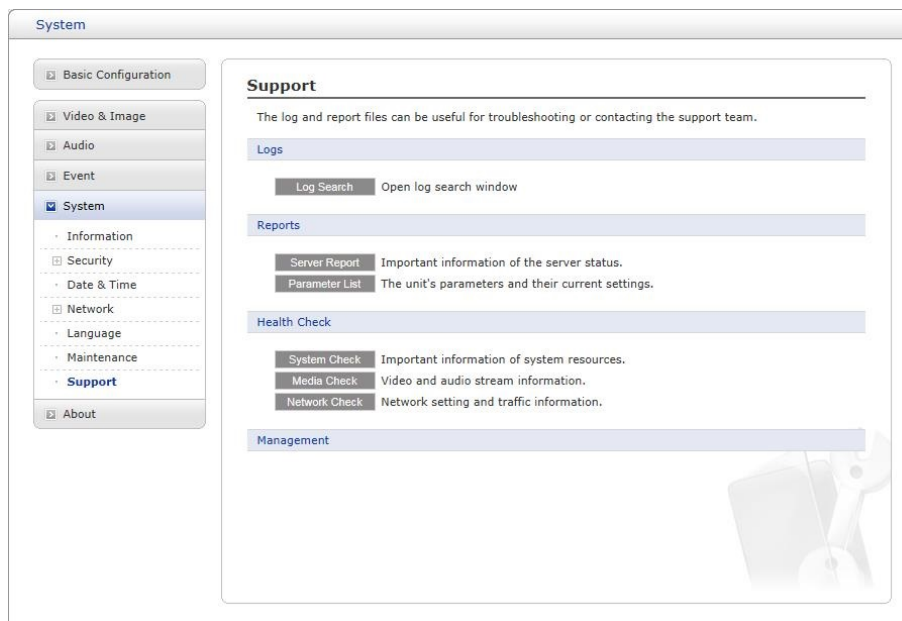 System
Basic Configuration
Video & Image
Audio
Event
System
Information
Security
Date & Time
Network
Language
Maintenance
Support
About
Support
The log and report files can be useful for troubleshooting or contacting the support team.
Logs
Log Search Open log search window
Reports
Server Report Important information of the server status.
Parameter List The unit's parameters and their current settings.
Health Check
System Check Important information of system resources.
Media Check Video and audio stream information.
Network Check Network setting and traffic information.
Management